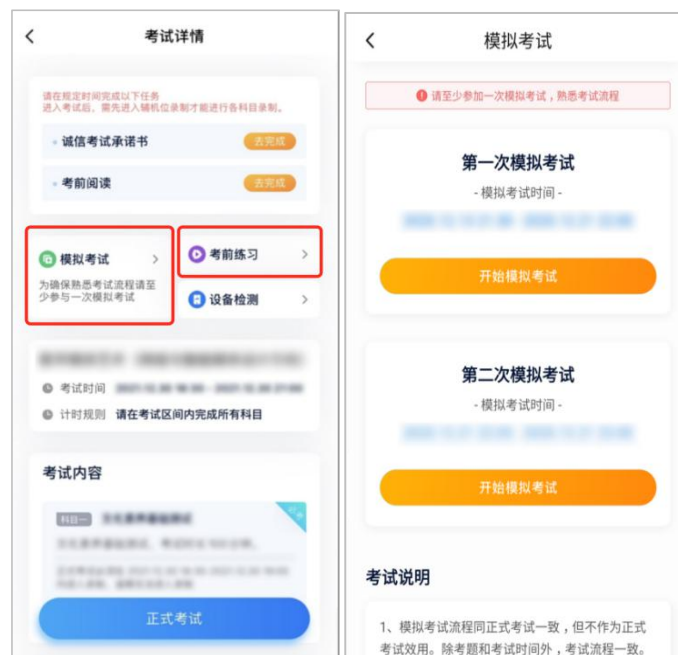 考试详情
请在规定时间完成以下任务
进入考试后，需先进入辅机位录制才能进行各科目录制。
诚信考试承诺书
去完成
考前阅读
去完成
模拟考试
为确保熟悉考试流程请至
少参与一次模拟考试
考前练习
设备检测
考试时间
计时规则 请在考试区间内完成所有科目
考试内容
科目一
正式考试
模拟考试
请至少参加一次模拟考试，熟悉考试流程
第一次模拟考试
- 模拟考试时间 -
开始模拟考试
第二次模拟考试
- 模拟考试时间 -
开始模拟考试
考试说明
1、模拟考试流程同正式考试一致，但不作为正式
考试效用。除考题和考试时间外，考试流程一致。